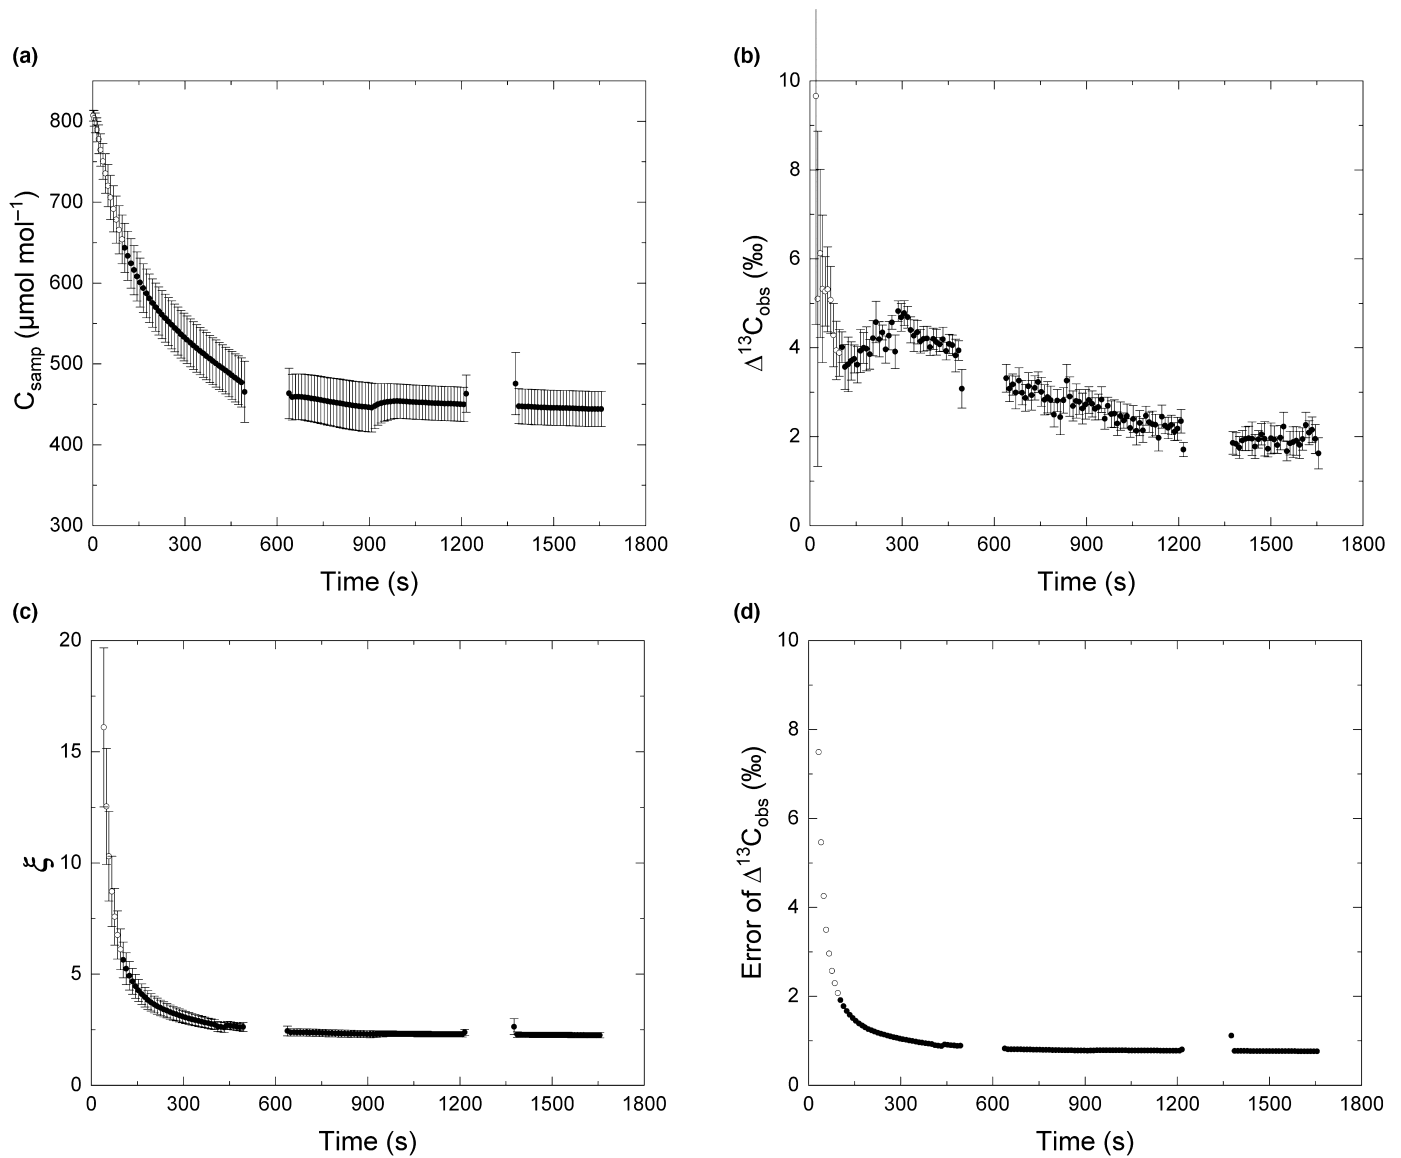 (a)
800
700
600
500
400
300
C_samp (μmol mol⁻¹)
0 300 600 900 1200 1500 1800
Time (s)
(b)
10
8
6
4
2
0
Δ¹³C_obs (‰)
0 300 600 900 1200 1500 1800
Time (s)
(c)
20
15
10
5
0
ξ
0 300 600 900 1200 1500 1800
Time (s)
(d)
10
8
6
4
2
0
Error of Δ¹³C_obs (‰)
0 300 600 900 1200 1500 1800
Time (s)